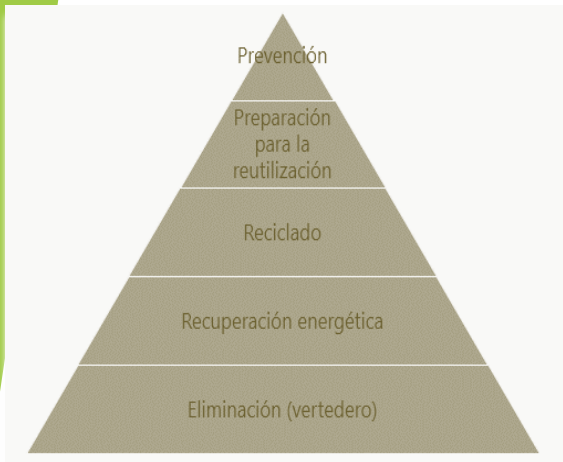 Prevención
Preparación
para la
reutilización
Reciclado
Recuperación energética
Eliminación (vertedero)